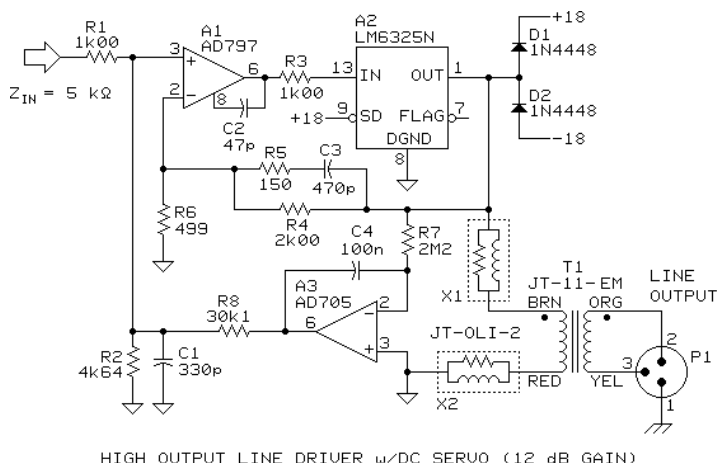 R1
1k00
ZIN = 5 kΩ
A1
AD797
3
+
2
−
6
8
C2
47p
R3
1k00
A2
LM6325N
13 IN OUT 1
+18 9 SD FLAG 7
DGND
8
+18
D1
1N4448
D2
1N4448
−18
R5
150
C3
470p
R4
2k00
R6
499
R7
2M2
C4
100n
A3
AD705
6
2
−
3
+
R8
30k1
R2
4k64
C1
330p
X1
JT-OLI-2
X2
T1
JT-11-EM
BRN ORG
RED YEL
LINE
OUTPUT
2
3
1
P1
HIGH OUTPUT LINE DRIVER w/DC SERVO (12 dB GAIN)